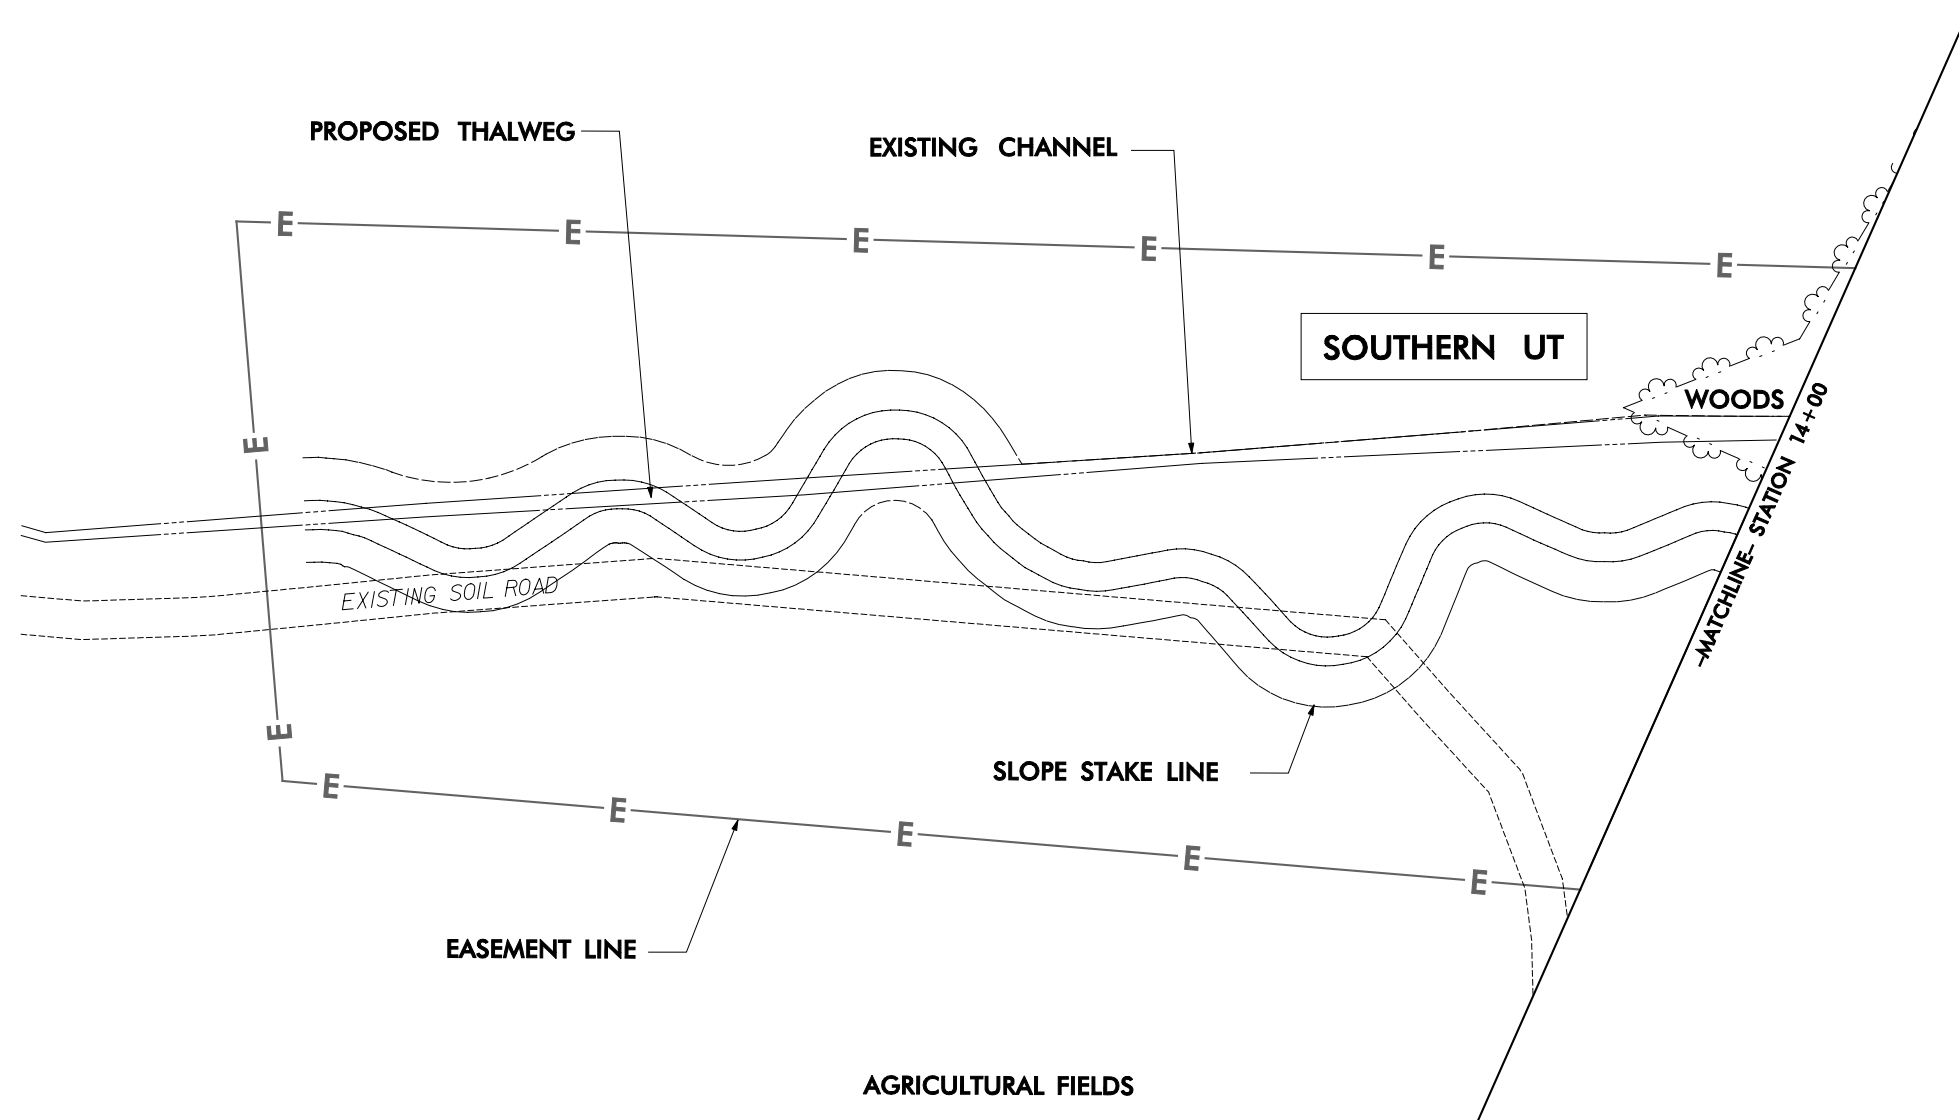 PROPOSED THALWEG
EXISTING CHANNEL
E E E E E E
SOUTHERN UT
WOODS
E
EXISTING SOIL ROAD
MATCHLINE- STATION 14+00
E
SLOPE STAKE LINE
E E E E E
EASEMENT LINE
AGRICULTURAL FIELDS